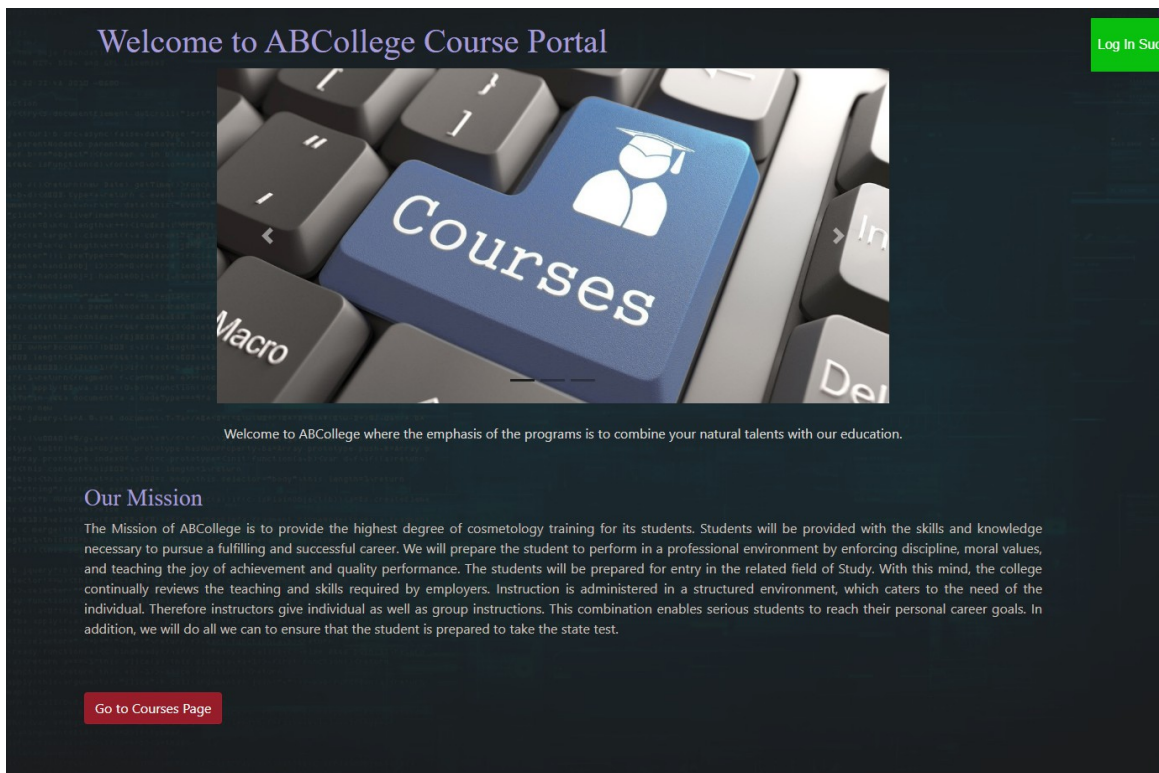 Welcome to ABCollege Course Portal
Log In Suc
[
}
]
"
,
Courses
In
Macro
Del
Welcome to ABCollege where the emphasis of the programs is to combine your natural talents with our education.
Our Mission
The Mission of ABCollege is to provide the highest degree of cosmetology training for its students. Students will be provided with the skills and knowledge
necessary to pursue a fulfilling and successful career. We will prepare the student to perform in a professional environment by enforcing discipline, moral values,
and teaching the joy of achievement and quality performance. The students will be prepared for entry in the related field of Study. With this mind, the college
continually reviews the teaching and skills required by employers. Instruction is administered in a structured environment, which caters to the need of the
individual. Therefore instructors give individual as well as group instructions. This combination enables serious students to reach their personal career goals. In
addition, we will do all we can to ensure that the student is prepared to take the state test.
Go to Courses Page